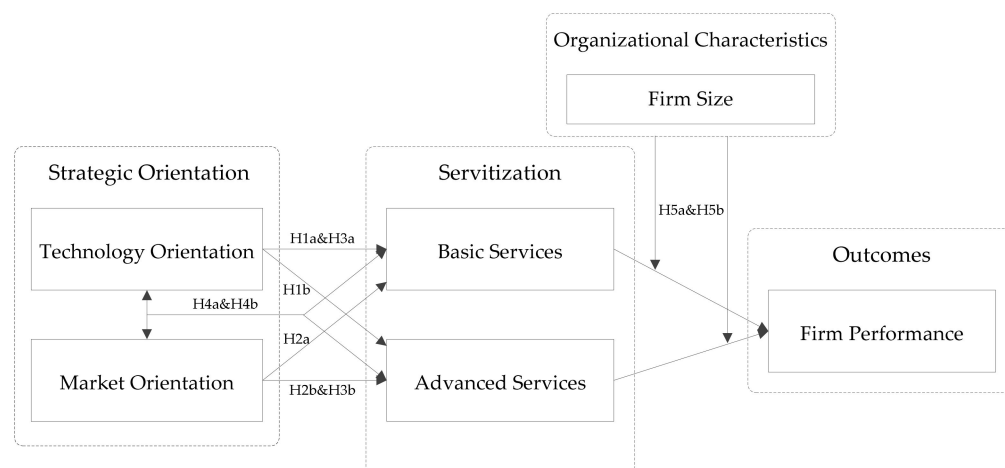 Organizational Characteristics
Firm Size
Strategic Orientation
Servitization
H5a&H5b
Technology Orientation
H1a&H3a
Basic Services
Outcomes
H1b
H4a&H4b
Firm Performance
H2a
Market Orientation
H2b&H3b
Advanced Services